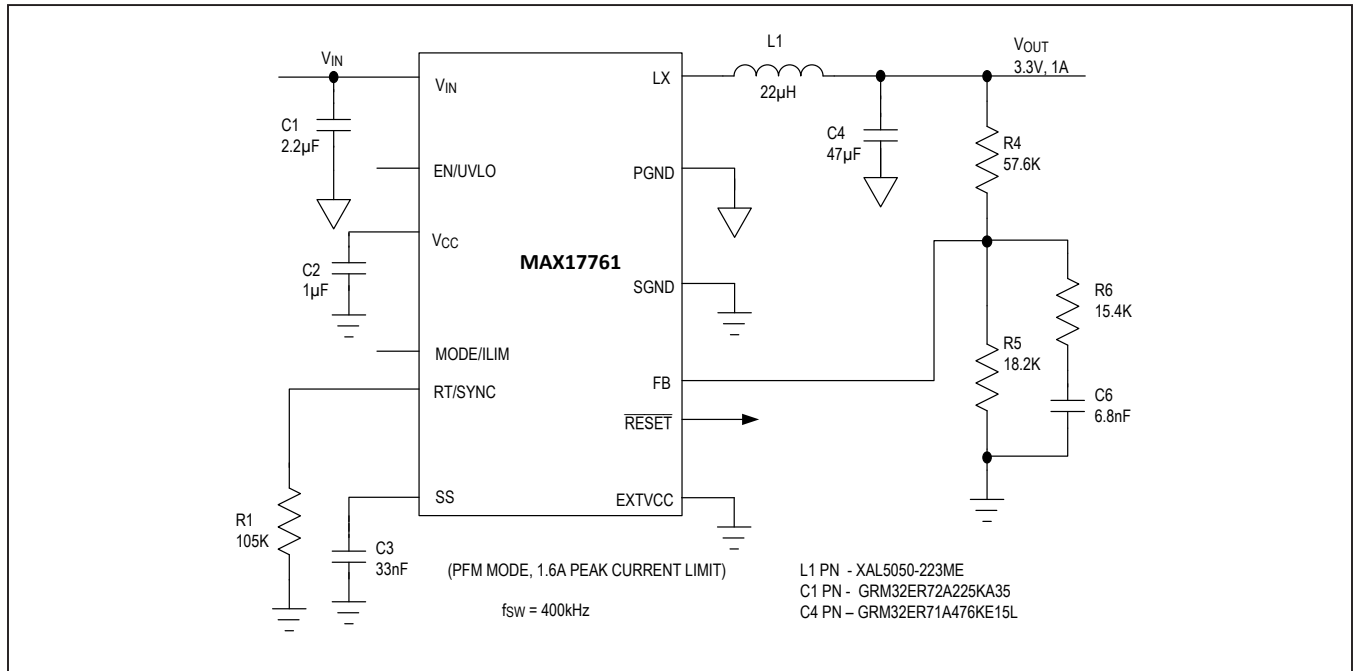 VIN
C1
2.2µF
VIN
EN/UVLO
VCC
C2
1µF
MODE/ILIM
RT/SYNC
R1
105K
SS
C3
33nF
MAX17761
LX
PGND
SGND
FB
RESET
EXTVCC
L1
22µH
VOUT
3.3V, 1A
C4
47µF
R4
57.6K
R5
18.2K
R6
15.4K
C6
6.8nF
(PFM MODE, 1.6A PEAK CURRENT LIMIT)
fSW = 400kHz
L1 PN - XAL5050-223ME
C1 PN - GRM32ER72A225KA35
C4 PN – GRM32ER71A476KE15L